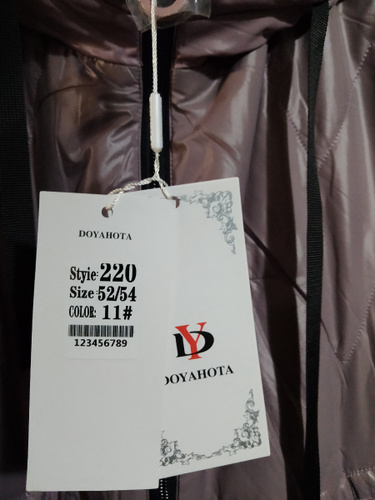 DOYAHOTA
Styie: 220
Size: 52/54
COLOR: 11#
123456789
DY
DOYAHOTA